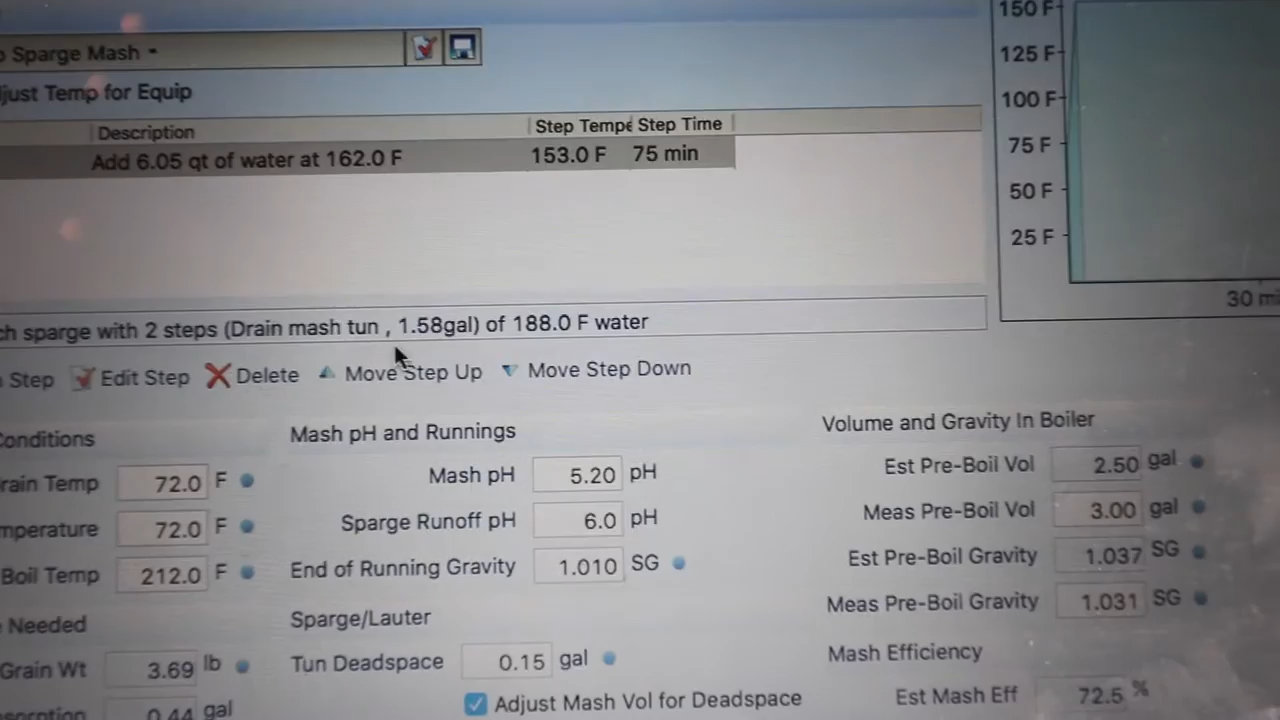 Sparge Mash
Temp for Equip
Description Step Tempe Step Time
Add 6.05 qt of water at 162.0 F 153.0 F 75 min
150 F
125 F
100 F
75 F
50 F
25 F
30
sparge with 2 steps (Drain mash tun , 1.58gal) of 188.0 F water
Step Edit Step Delete Move Step Up Move Step Down
Conditions
Temp 72.0 F
72.0 F
Boil Temp 212.0 F
Needed
Grain Wt 3.69 lb
0.44 gal
Mash pH and Runnings
Mash pH 5.20 pH
Sparge Runoff pH 6.0 pH
End of Running Gravity 1.010 SG
Sparge/Lauter
Tun Deadspace 0.15 gal
Adjust Mash Vol for Deadspace
Volume and Gravity In Boiler
Est Pre-Boil Vol 2.50 gal
Meas Pre-Boil Vol 3.00 gal
Est Pre-Boil Gravity 1.037 SG
Meas Pre-Boil Gravity 1.031 SG
Mash Efficiency
Est Mash Eff 72.5 %